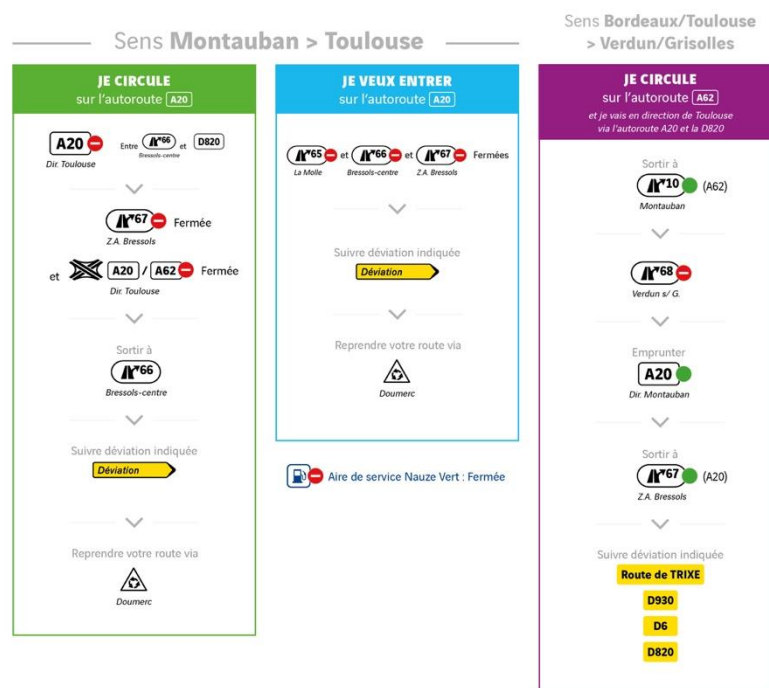 Sens Montauban > Toulouse
JE CIRCULE
sur l'autoroute A20
A20
Dir. Toulouse
Entre 66 et D820
Bressols-centre
67 Fermée
Z.A. Bressols
et A20 / A62 Fermée
Dir. Toulouse
Sortir à
66
Bressols-centre
Suivre déviation indiquée
Déviation
Reprendre votre route via
Doumerc
JE VEUX ENTRER
sur l'autoroute A20
65 et 66 et 67 Fermées
La Molle Bressols-centre Z.A. Bressols
Suivre déviation indiquée
Déviation
Reprendre votre route via
Doumerc
Aire de service Nauze Vert : Fermée
Sens Bordeaux/Toulouse
> Verdun/Grisolles
JE CIRCULE
sur l'autoroute A62
et je vais en direction de Toulouse
via l'autoroute A20 et la D820
Sortir à
10 (A62)
Montauban
68
Verdun s/ G.
Emprunter
A20
Dir. Montauban
Sortir à
67 (A20)
Z.A. Bressols
Suivre déviation indiquée
Route de TRIXE
D930
D6
D820